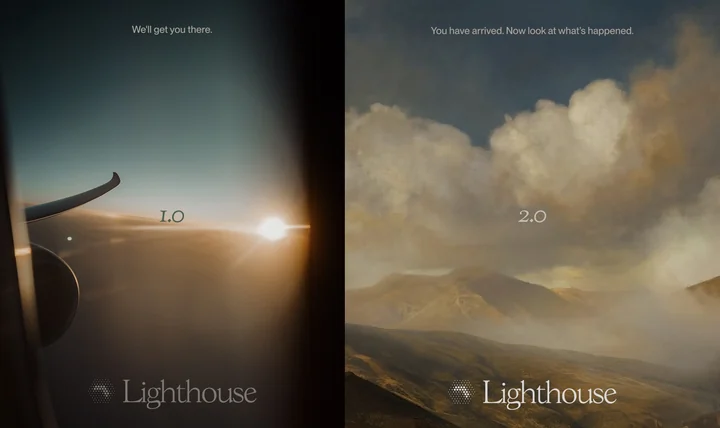 We'll get you there.
1.0
Lighthouse
You have arrived. Now look at what's happened.
2.0
Lighthouse